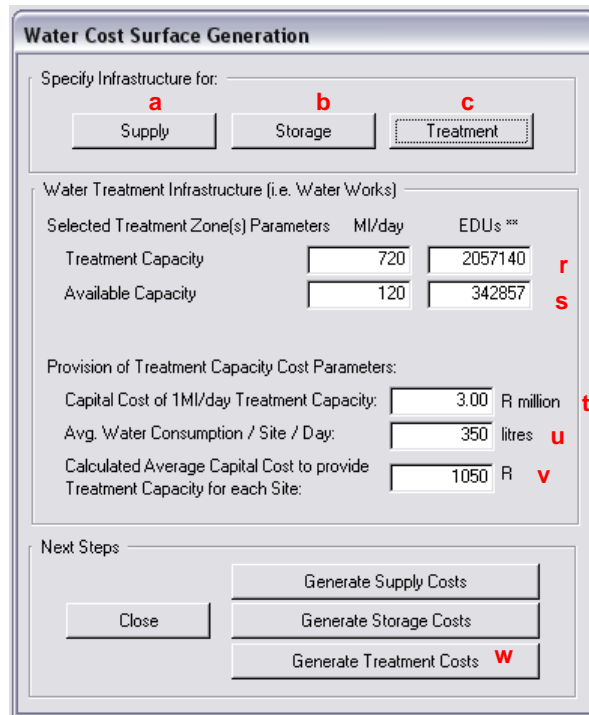 Water Cost Surface Generation
Specify Infrastructure for:
a b c
Supply Storage Treatment
Water Treatment Infrastructure (i.e. Water Works)
Selected Treatment Zone(s) Parameters Ml/day EDUs **
Treatment Capacity 720 2057140 r
Available Capacity 120 342857 s
Provision of Treatment Capacity Cost Parameters:
Capital Cost of 1Ml/day Treatment Capacity: 3.00 R million t
Avg. Water Consumption / Site / Day: 350 litres u
Calculated Average Capital Cost to provide
Treatment Capacity for each Site: 1050 R v
Next Steps
Generate Supply Costs
Close Generate Storage Costs
Generate Treatment Costs w